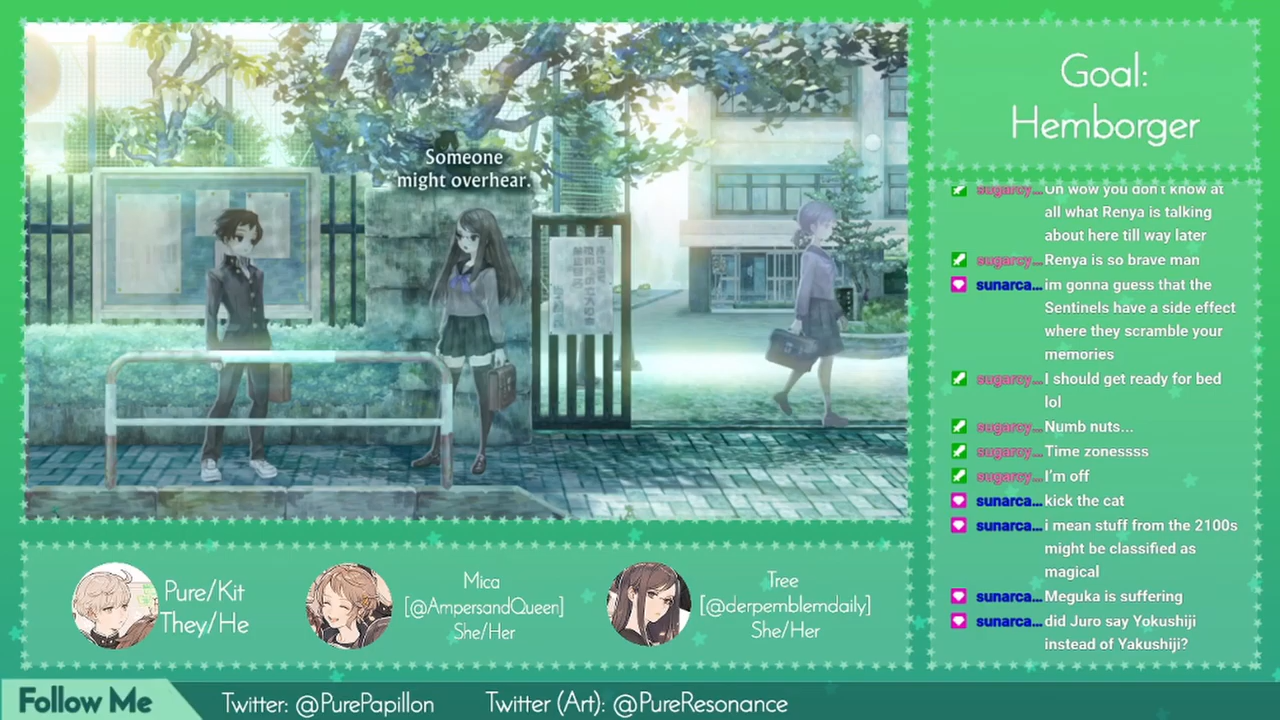 Someone
might overhear.
Goal:
Hemborger
sugarcy... Oh wow you don't know at
all what Renya is talking
about here till way later
sugarcy... Renya is so brave man
sunarca... im gonna guess that the
Sentinels have a side effect
where they scramble your
memories
sugarcy... I should get ready for bed
lol
sugarcy... Numb nuts...
sugarcy... Time zonessss
sugarcy... I'm off
sunarca... kick the cat
sunarca... i mean stuff from the 2100s
might be classified as
magical
sunarca... Meguka is suffering
sunarca... did Juro say Yokushiji
instead of Yakushiji?
Pure/Kit
They/He
Mica
[@AmpersandQueen]
She/Her
Tree
[@derpemblemdaily]
She/Her
Follow Me
Twitter: @PurePapillon
Twitter (Art): @PureResonance